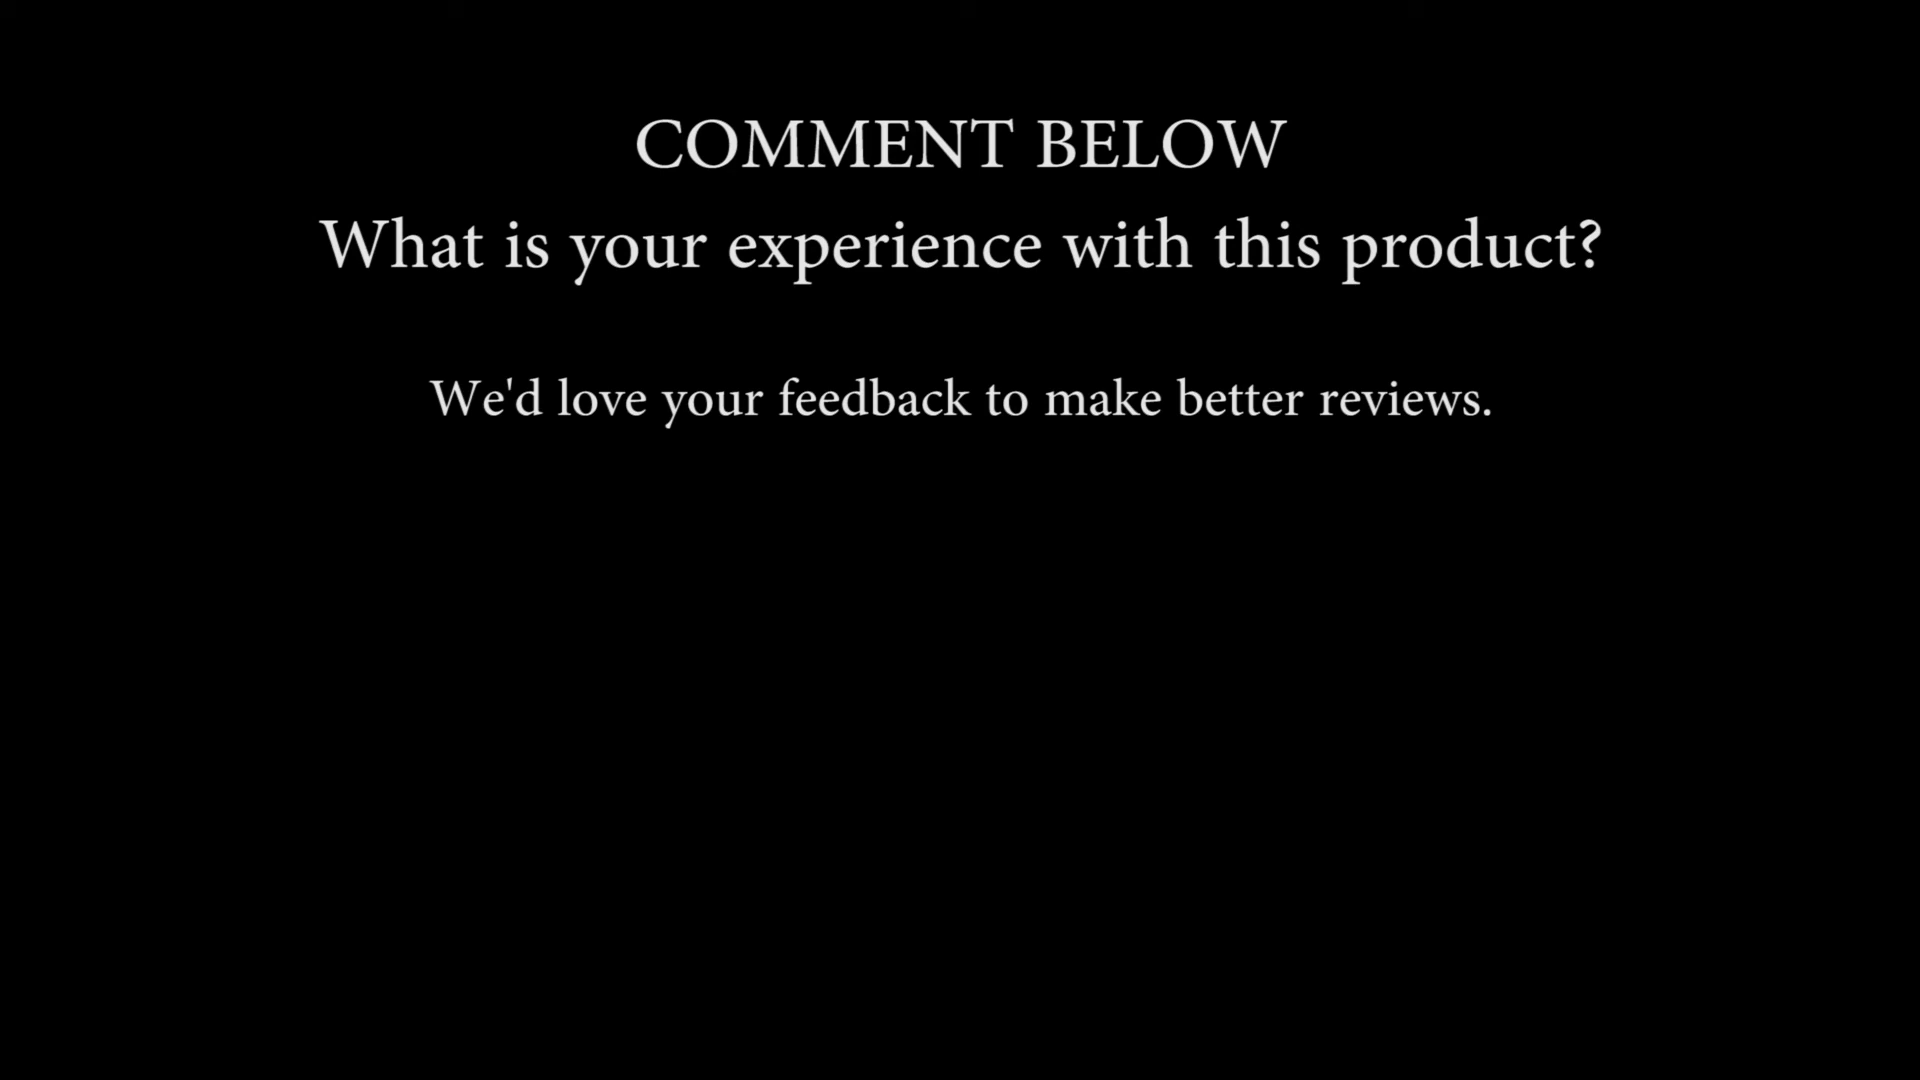 COMMENT BELOW
What is your experience with this product?
We'd love your feedback to make better reviews.